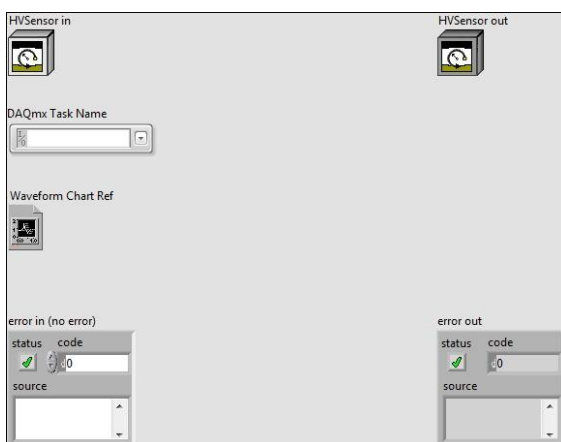 HVSensor in
HVSensor out
DAQmx Task Name
Waveform Chart Ref
error in (no error)
error out
status code
status code
0
0
source
source